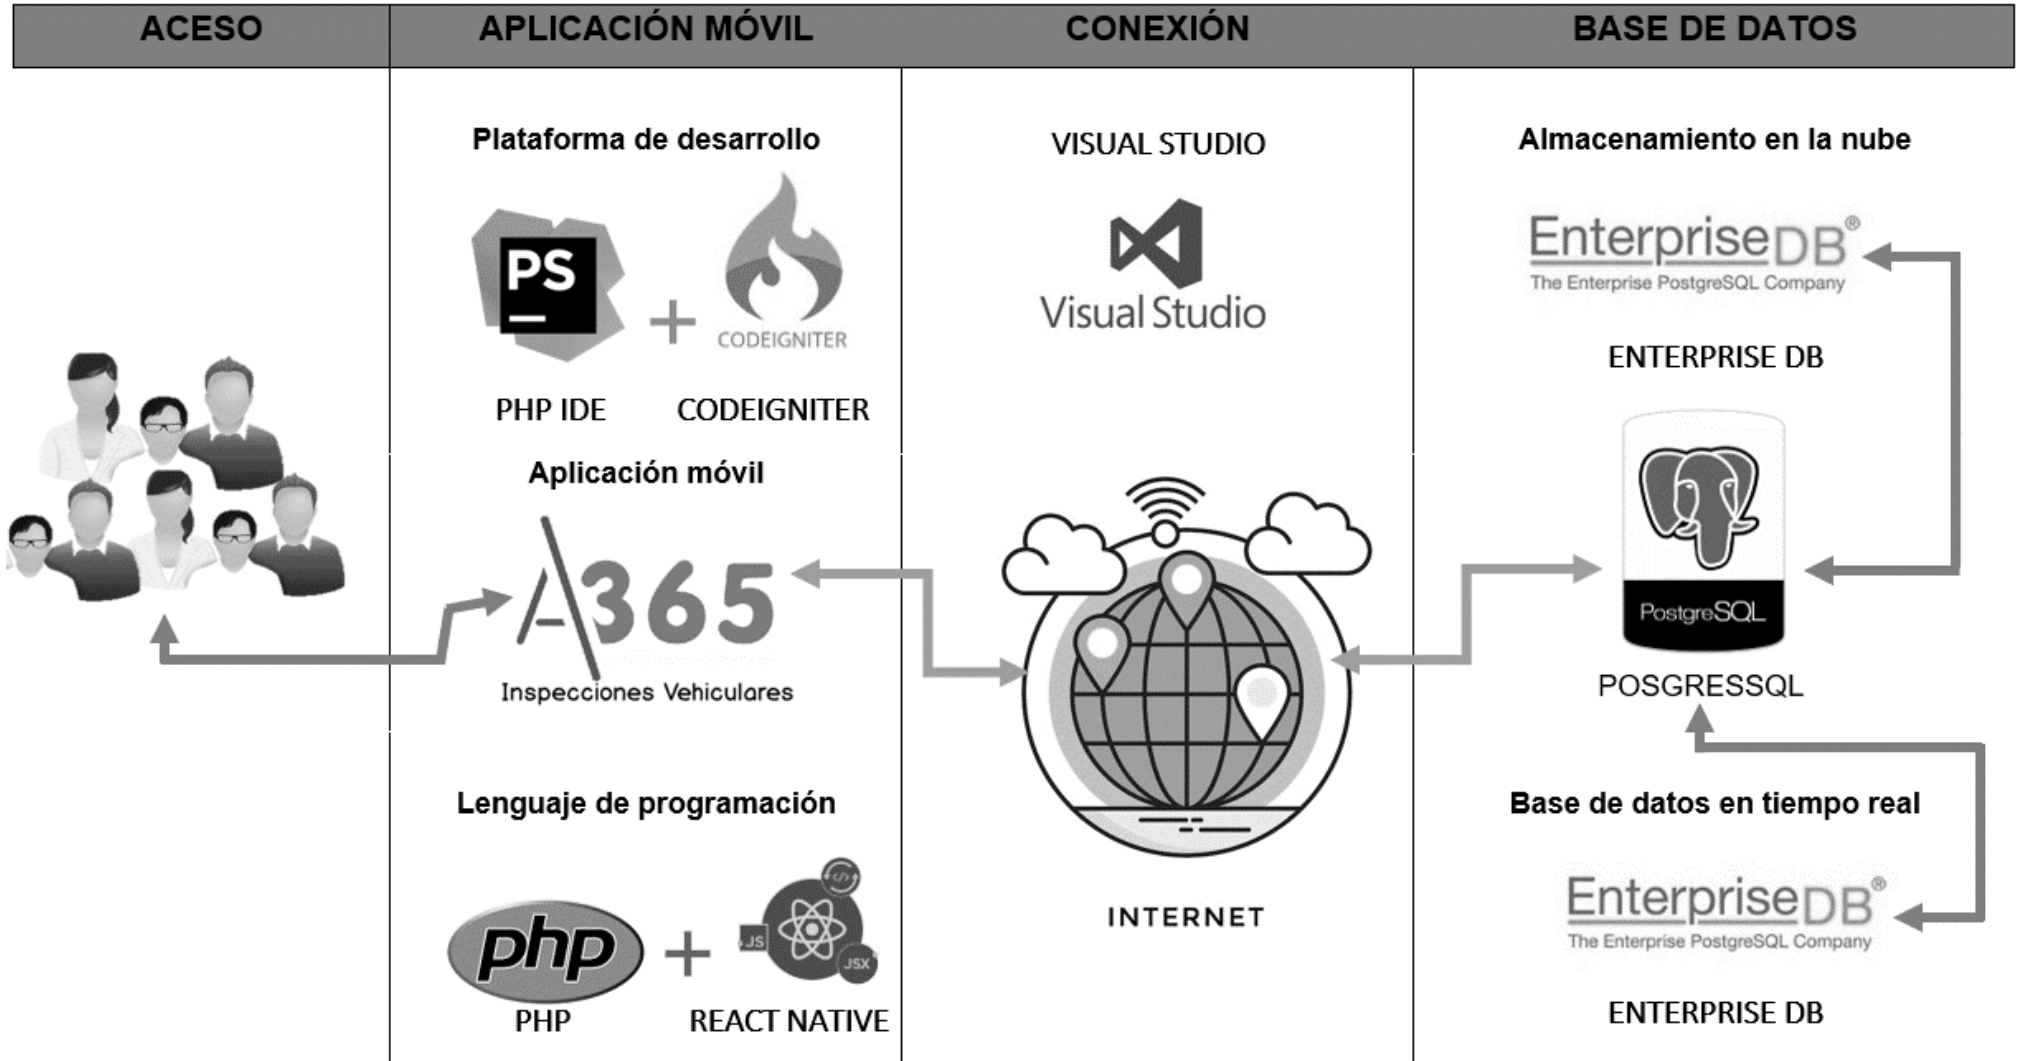 ACESO
APLICACIÓN MÓVIL
CONEXIÓN
BASE DE DATOS
Plataforma de desarrollo
PS
+
CODEIGNITER
PHP IDE
CODEIGNITER
Aplicación móvil
A365
Inspecciones Vehiculares
Lenguaje de programación
php
+
</>
JS
JSX
PHP
REACT NATIVE
VISUAL STUDIO
Visual Studio
INTERNET
Almacenamiento en la nube
EnterpriseDB®
The Enterprise PostgreSQL Company
ENTERPRISE DB
PostgreSQL
POSGRESSQL
Base de datos en tiempo real
EnterpriseDB®
The Enterprise PostgreSQL Company
ENTERPRISE DB